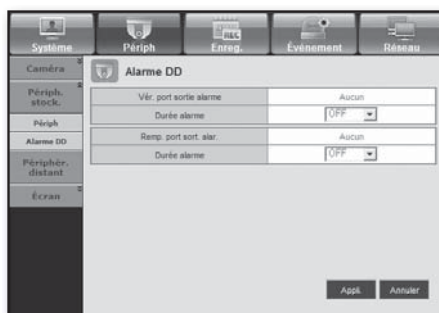 Système Périph Enreg. Événement Réseau
REC
Caméra
Périph. stock.
Périph
Alarme DD
Périphér. distant
Écran
Alarme DD
Vér. port sortie alarme Aucun
Durée alarme OFF
Remp. port sort. alar. Aucun
Durée alarme OFF
Appl. Annuler